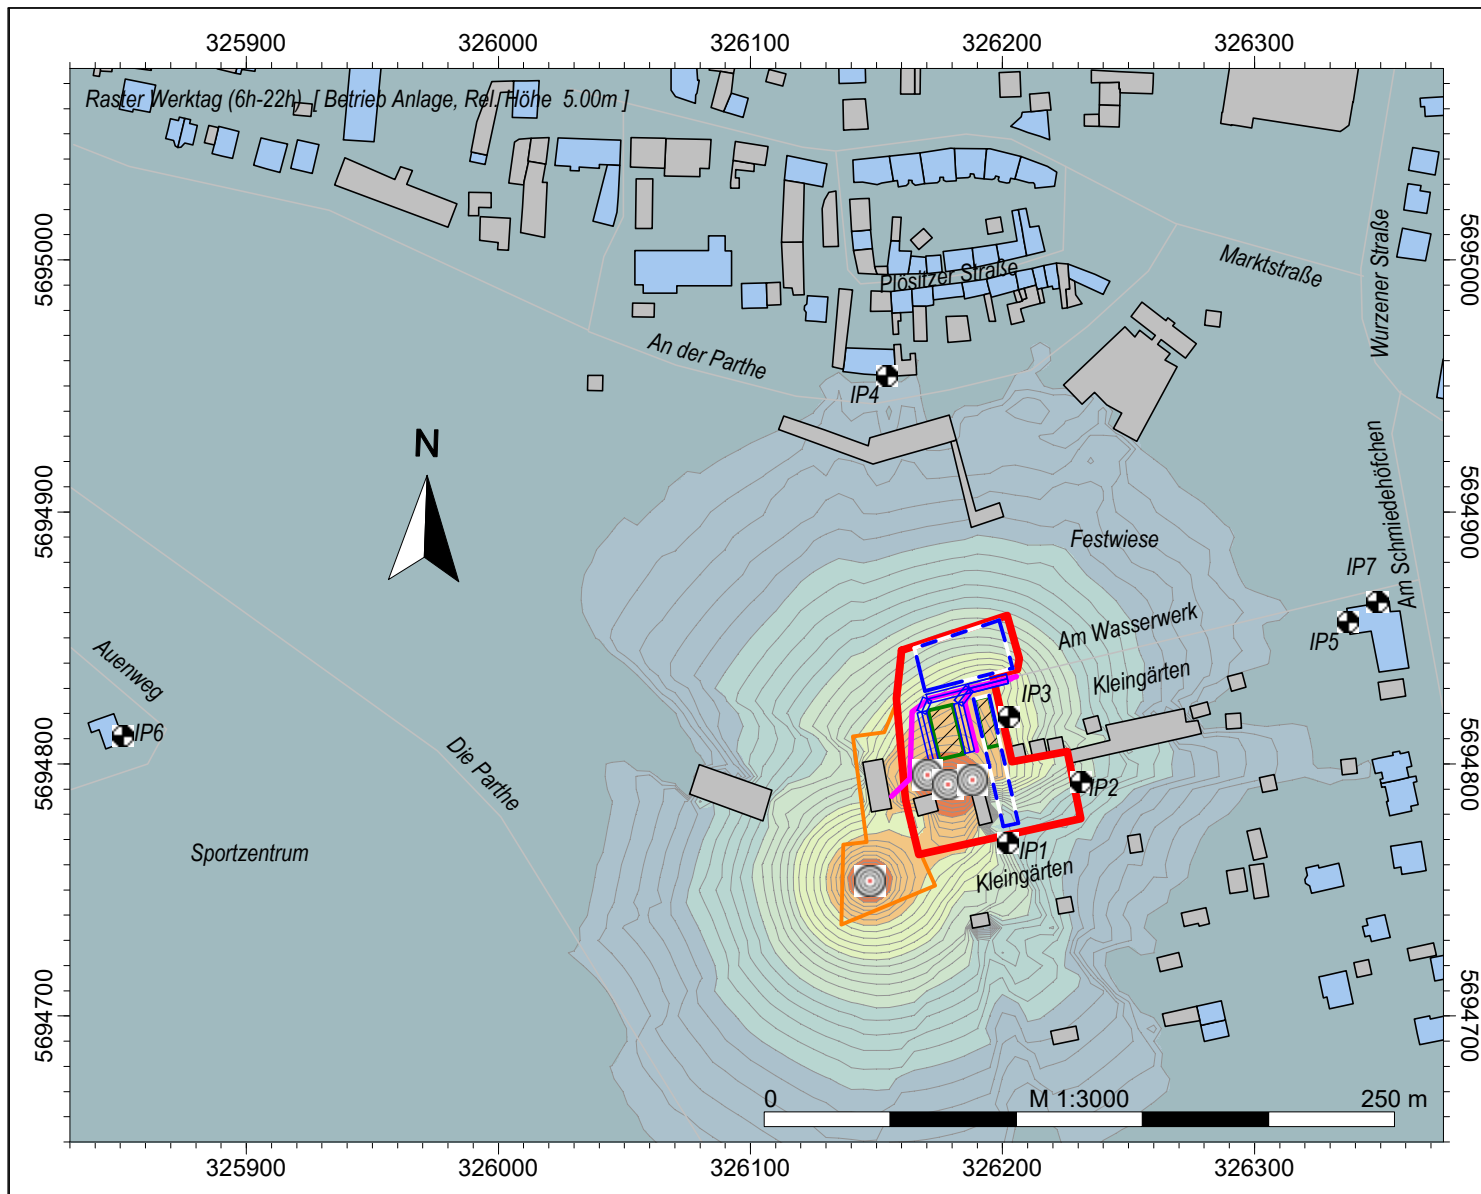 325900 326000 326100 326200 326300
Raster Werktag (6h-22h) [ Betrieb Anlage, Rel. Höhe 5.00m ]
5695000
5695000
Plösitzer Straße
Marktstraße
Wurzener Straße
An der Parthe
IP4
N
5694900
5694900
Festwiese
Am Schmiedehöfchen
IP7
IP5
Am Wasserwerk
Kleingärten
IP3
Auenweg
IP6
5694800
5694800
Die Parthe
IP2
IP1
Sportzentrum
Kleingärten
5694700
5694700
0 M 1:3000 250 m
325900 326000 326100 326200 326300